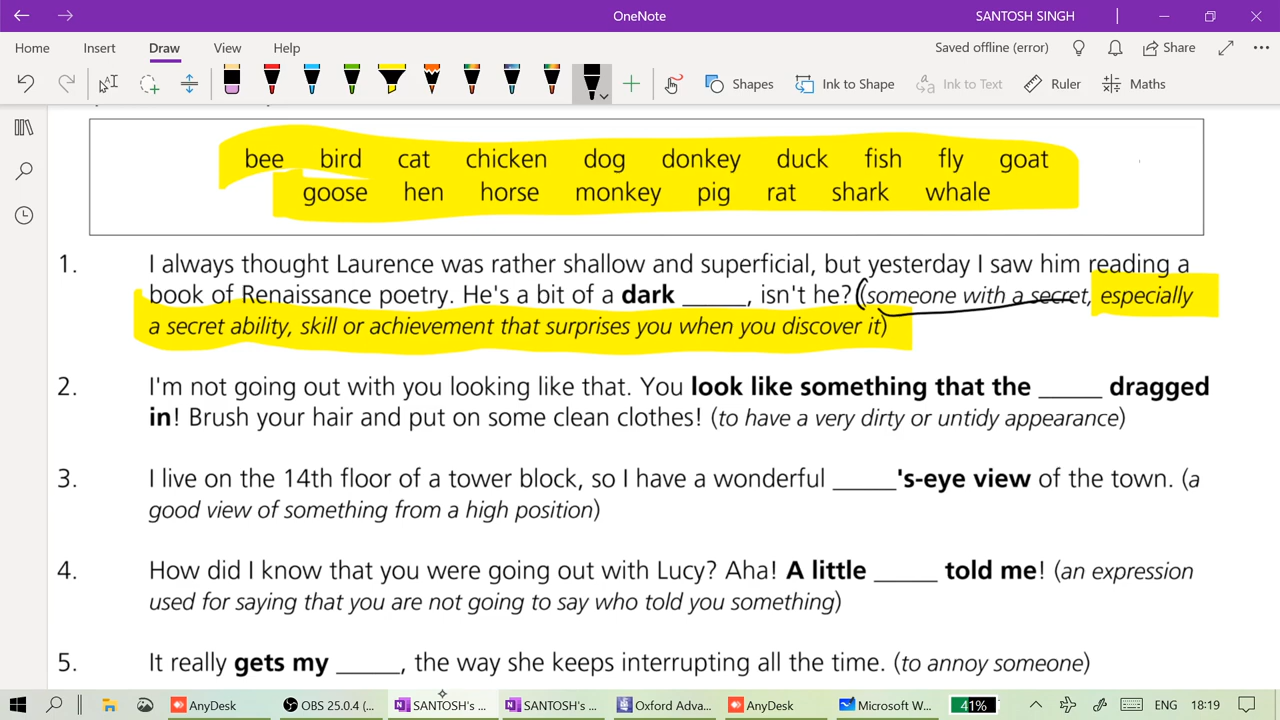 OneNote
SANTOSH SINGH
Home Insert Draw View Help
Saved offline (error)
Share
Shapes Ink to Shape Ink to Text Ruler Maths
bee bird cat chicken dog donkey duck fish fly goat
goose hen horse monkey pig rat shark whale
1. I always thought Laurence was rather shallow and superficial, but yesterday I saw him reading a
book of Renaissance poetry. He's a bit of a dark _____, isn't he? (someone with a secret, especially
a secret ability, skill or achievement that surprises you when you discover it)
2. I'm not going out with you looking like that. You look like something that the _____ dragged
in! Brush your hair and put on some clean clothes! (to have a very dirty or untidy appearance)
3. I live on the 14th floor of a tower block, so I have a wonderful _____'s-eye view of the town. (a
good view of something from a high position)
4. How did I know that you were going out with Lucy? Aha! A little _____ told me! (an expression
used for saying that you are not going to say who told you something)
5. It really gets my _____, the way she keeps interrupting all the time. (to annoy someone)
AnyDesk OBS 25.0.4 (... SANTOSH's ... SANTOSH's ... Oxford Adva... AnyDesk Microsoft W... 41% ENG 18:19